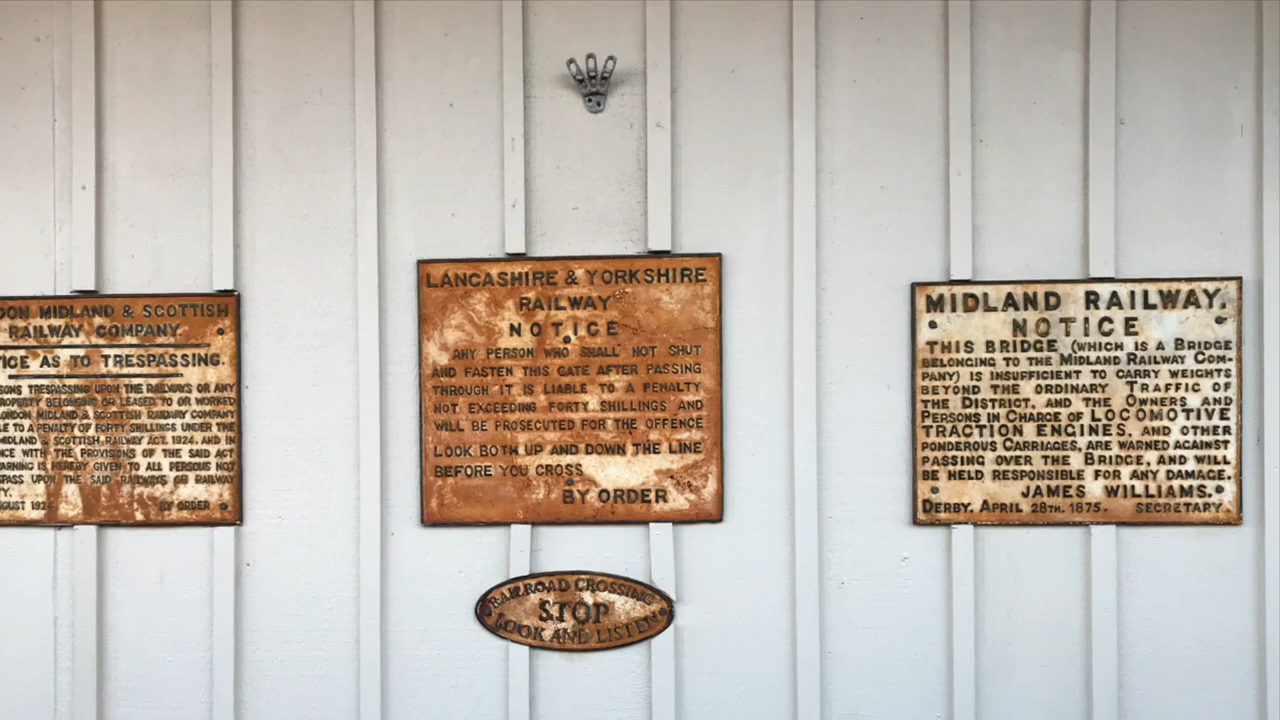 DON MIDLAND & SCOTTISH
RAILWAY COMPANY.
ICE AS TO TRESPASSING.
SONS TRESPASSING UPON THE RAILWAYS OR ANY
ROPERTY BELONGING OR LEASED TO OR WORKED
ONDON MIDLAND & SCOTTISH RAILWAY COMPANY
LE TO A PENALTY OF FORTY SHILLINGS UNDER THE
MIDLAND & SCOTTISH RAILWAY ACT. 1924. AND IN
NCE WITH THE PROVISIONS OF THE SAID ACT
ARNING IS HEREBY GIVEN TO ALL PERSONS NOT
SPASS UPON THE SAID RAILWAYS OR RAILWAY
TY.
GUST 1924 BY ORDER
LANCASHIRE & YORKSHIRE
RAILWAY
NOTICE
ANY PERSON WHO SHALL NOT SHUT
AND FASTEN THIS GATE AFTER PASSING
THROUGH IT IS LIABLE TO A PENALTY
NOT EXCEEDING FORTY SHILLINGS AND
WILL BE PROSECUTED FOR THE OFFENCE
LOOK BOTH UP AND DOWN THE LINE
BEFORE YOU CROSS
BY ORDER
RAILROAD CROSSING
STOP
LOOK AND LISTEN
MIDLAND RAILWAY.
NOTICE
THIS BRIDGE (WHICH IS A BRIDGE
BELONGING TO THE MIDLAND RAILWAY COM-
PANY) IS INSUFFICIENT TO CARRY WEIGHTS
BEYOND THE ORDINARY TRAFFIC OF
THE DISTRICT, AND THE OWNERS AND
PERSONS IN CHARGE OF LOCOMOTIVE
TRACTION ENGINES, AND OTHER
PONDEROUS CARRIAGES, ARE WARNED AGAINST
PASSING OVER THE BRIDGE, AND WILL
BE HELD RESPONSIBLE FOR ANY DAMAGE.
JAMES WILLIAMS.
DERBY. APRIL 28TH. 1875. SECRETARY.